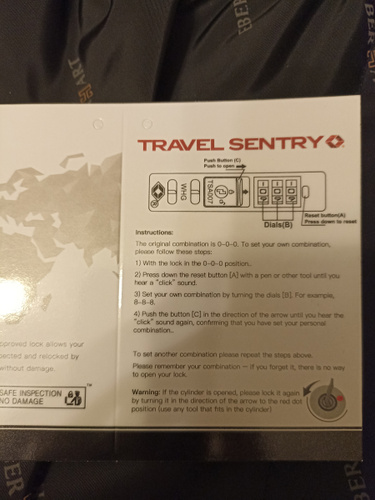 TRAVEL SENTRY
Push Button (C)
Push to open
WHG
TSA007
Reset button(A)
Press down to reset
Dials(B)
Instructions:
The original combination is 0-0-0. To set your own combination,
please follow these steps:
1) With the lock in the 0-0-0 position.
2) Press down the reset button [A] with a pen or other tool until you
hear a "click" sound.
3) Set your own combination by turning the dials [B]. For example,
8-8-8.
4) Push the button [C] in the direction of the arrow until you hear the
"click" sound again, confirming that you have set your personal
combination.
To set another combination please repeat the steps above.
Please remember your combination — if you forget it, there is no way
to open your lock.
Warning: If the cylinder is opened, please lock it again
by turning it in the direction of the arrow to the red dot
position (use any tool that fits in the cylinder)
proved lock allows your
ected and relocked by
without damage.
SAFE INSPECTION
NO DAMAGE
TM